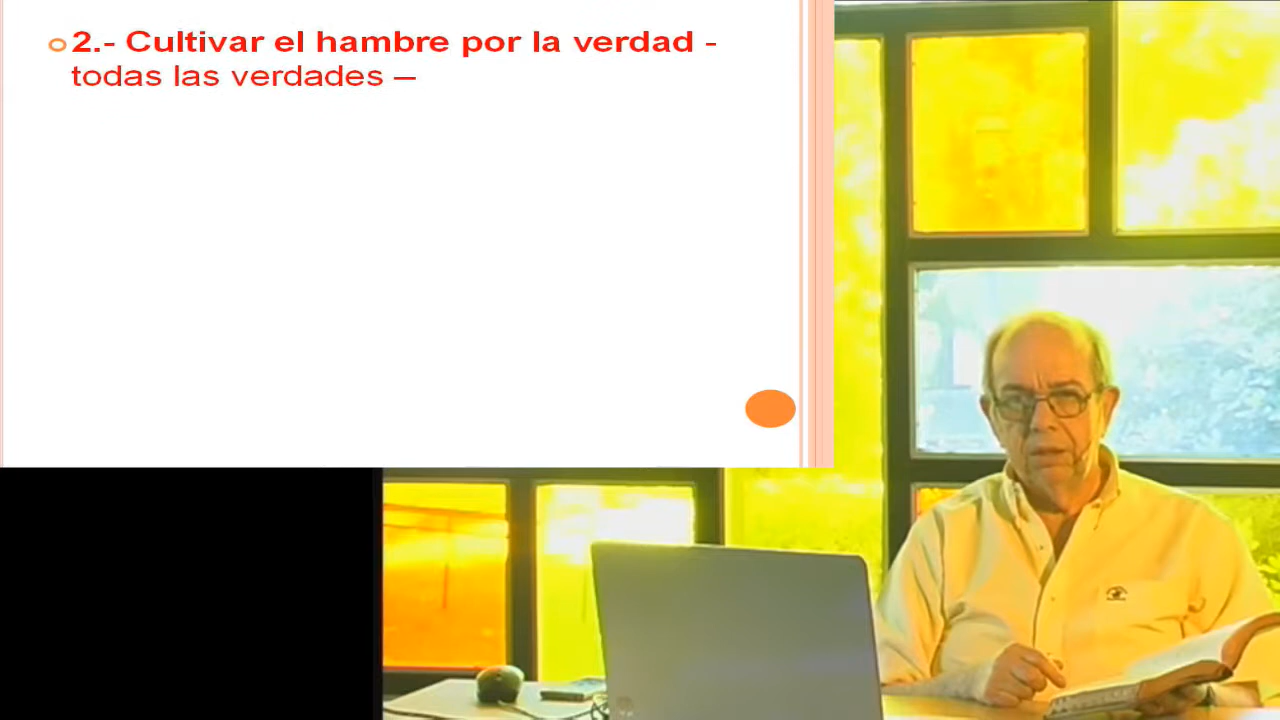 2.- Cultivar el hambre por la verdad -
todas las verdades –